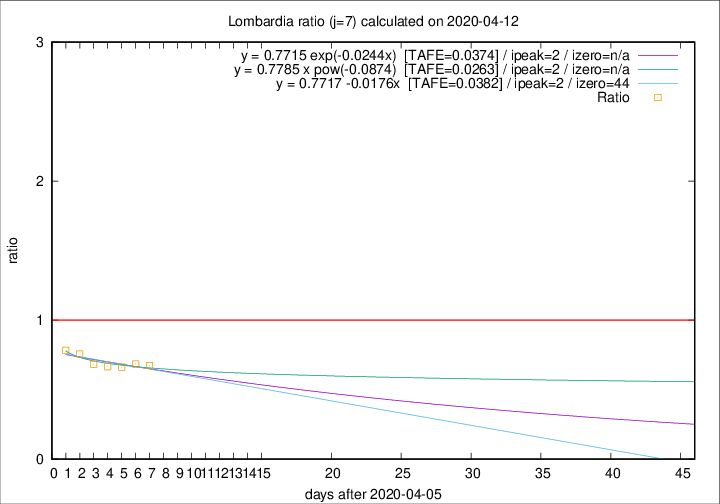 Lombardia ratio (j=7) calculated on 2020-04-12
y = 0.7715 exp(-0.0244x) [TAFE=0.0374] / ipeak=2 / izero=n/a
y = 0.7785 x pow(-0.0874) [TAFE=0.0263] / ipeak=2 / izero=n/a
y = 0.7717 -0.0176x [TAFE=0.0382] / ipeak=2 / izero=44
Ratio
3
2
1
0
ratio
0 1 2 3 4 5 6 7 8 9 10 11 12 13 14 15 20 25 30 35 40 45
days after 2020-04-05